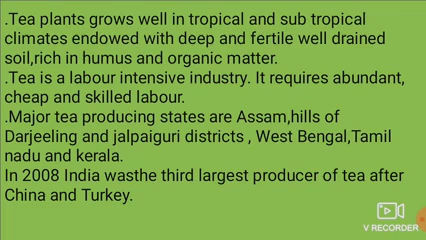 .Tea plants grows well in tropical and sub tropical
climates endowed with deep and fertile well drained
soil,rich in humus and organic matter.
.Tea is a labour intensive industry. It requires abundant,
cheap and skilled labour.
.Major tea producing states are Assam,hills of
Darjeeling and jalpaiguri districts , West Bengal,Tamil
nadu and kerala.
In 2008 India wasthe third largest producer of tea after
China and Turkey.
V RECORDER